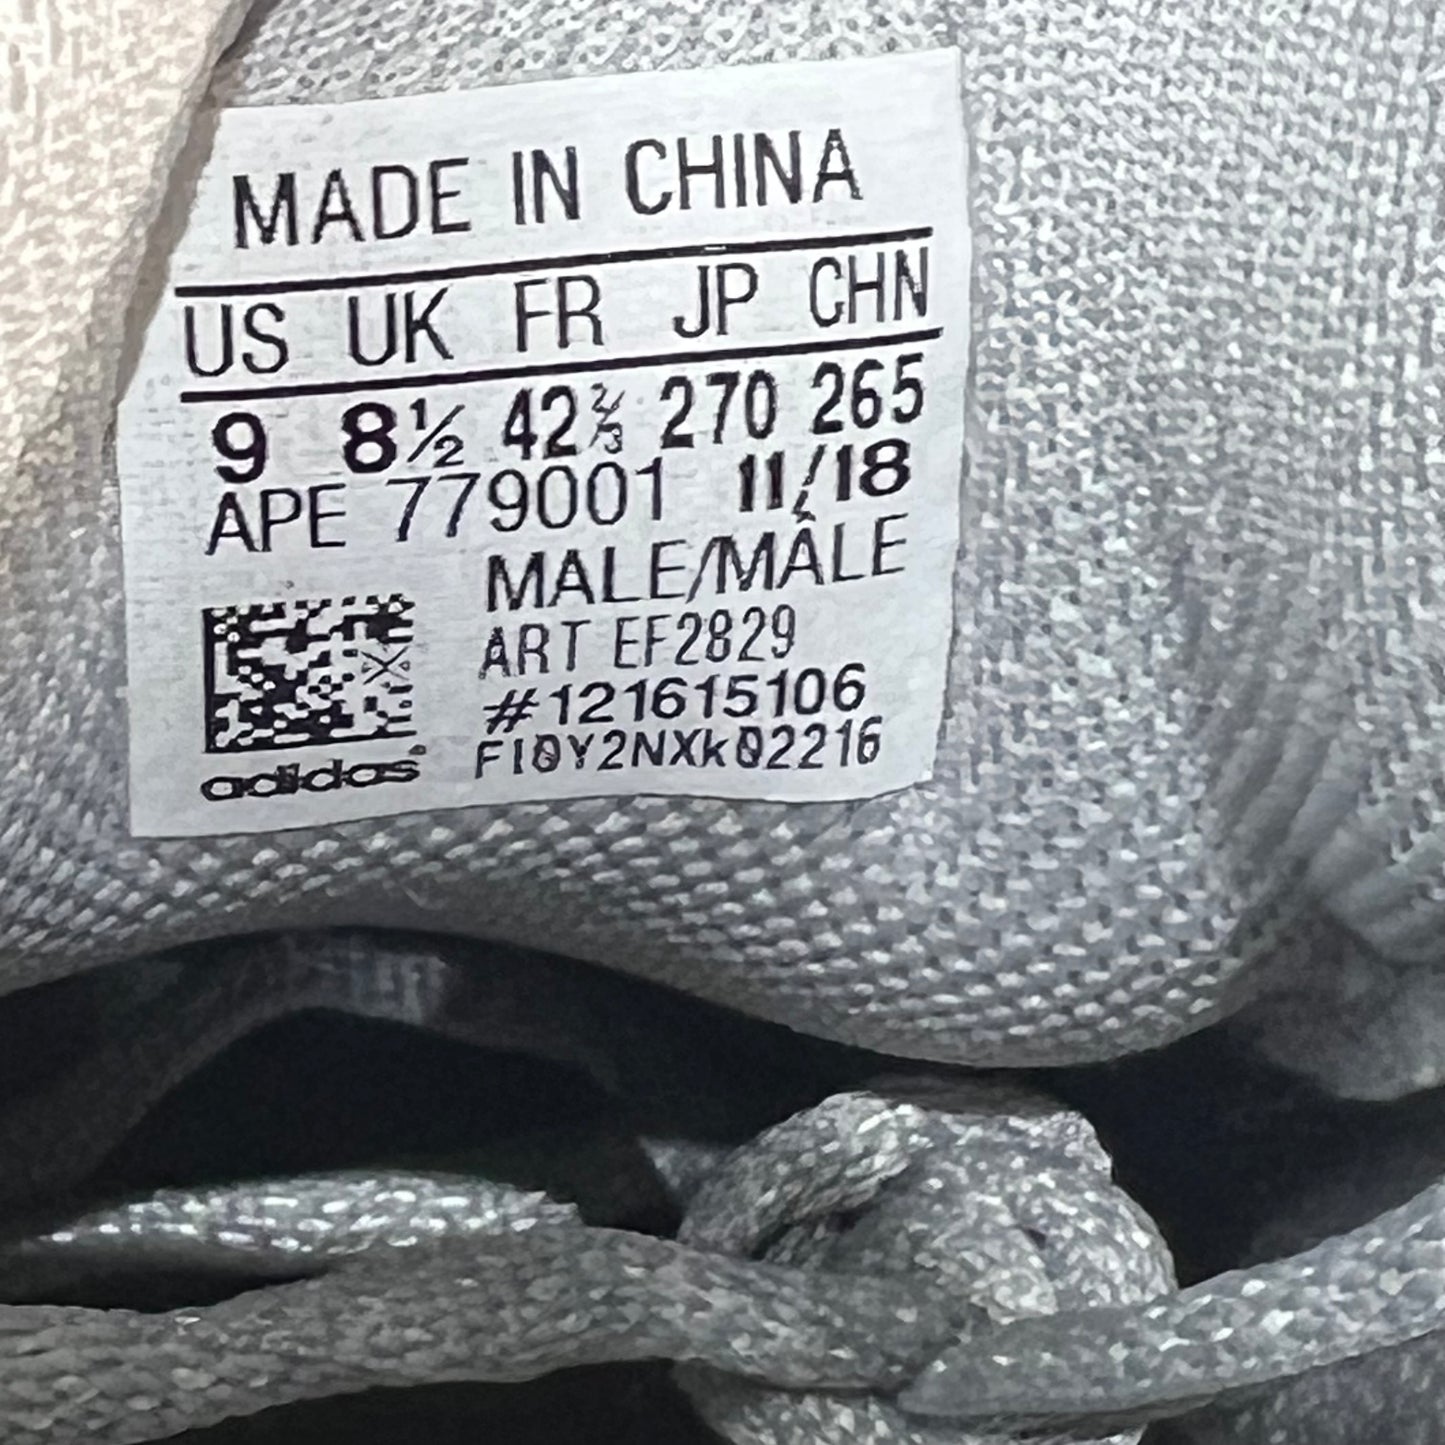 MADE IN CHINA
US UK FR JP CHN
9 8½ 42⅔ 270 265
APE 779001 11/18
MALE/MÂLE
ART EF2829
#121615106
FI0Y2NXk02216
adidas